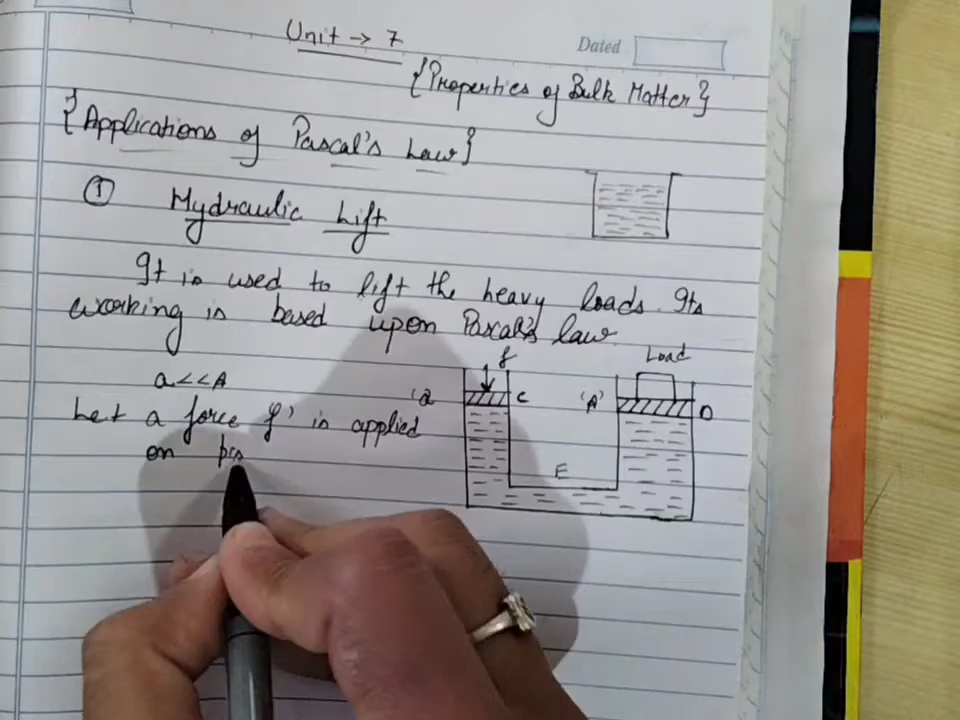 Unit → 7
Dated
{Properties of Bulk Matter}
{Applications of Pascal's Law}
① Hydraulic Lift
It is used to lift the heavy loads. Its
working is based upon Pascal's law
f
Load
a<<A
'a
C
'A'
D
Let a force f' is applied
on pis
E